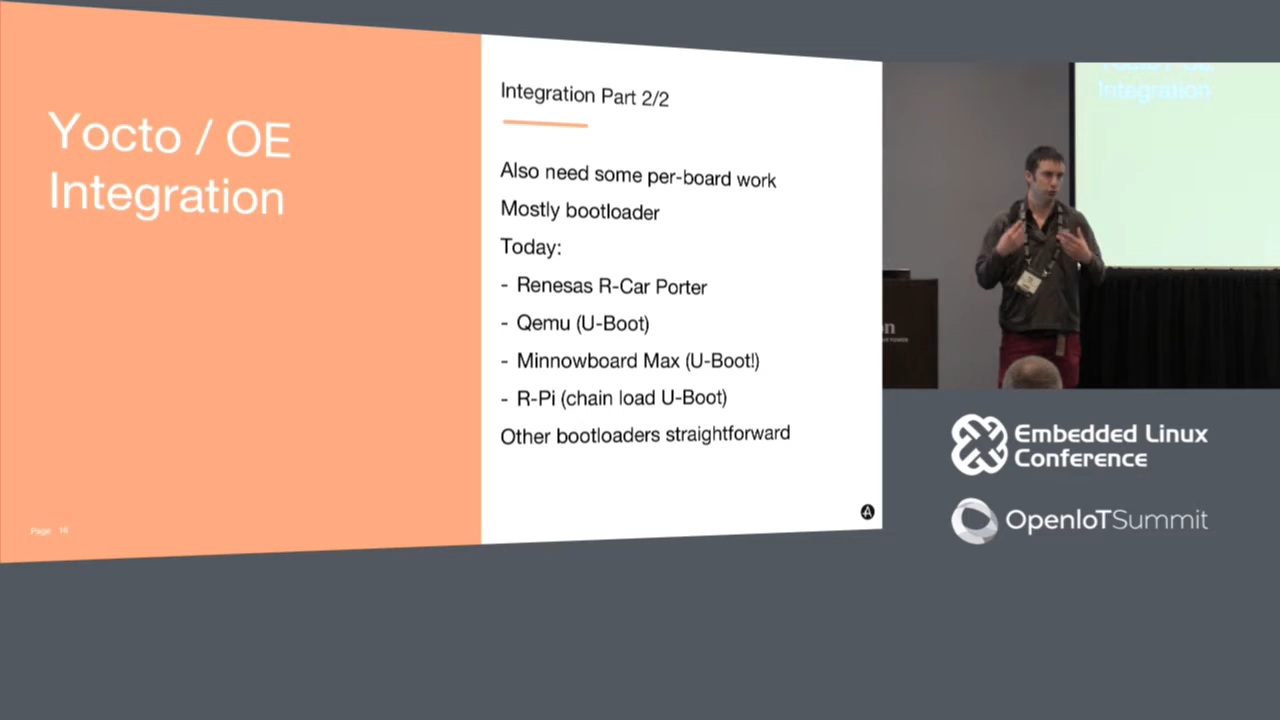 Yocto / OE
Integration
Integration Part 2/2
Also need some per-board work
Mostly bootloader
Today:
- Renesas R-Car Porter
- Qemu (U-Boot)
- Minnowboard Max (U-Boot!)
- R-Pi (chain load U-Boot)
Other bootloaders straightforward
Page
A
Integration
on
Embedded Linux
Conference
OpenIoTSummit